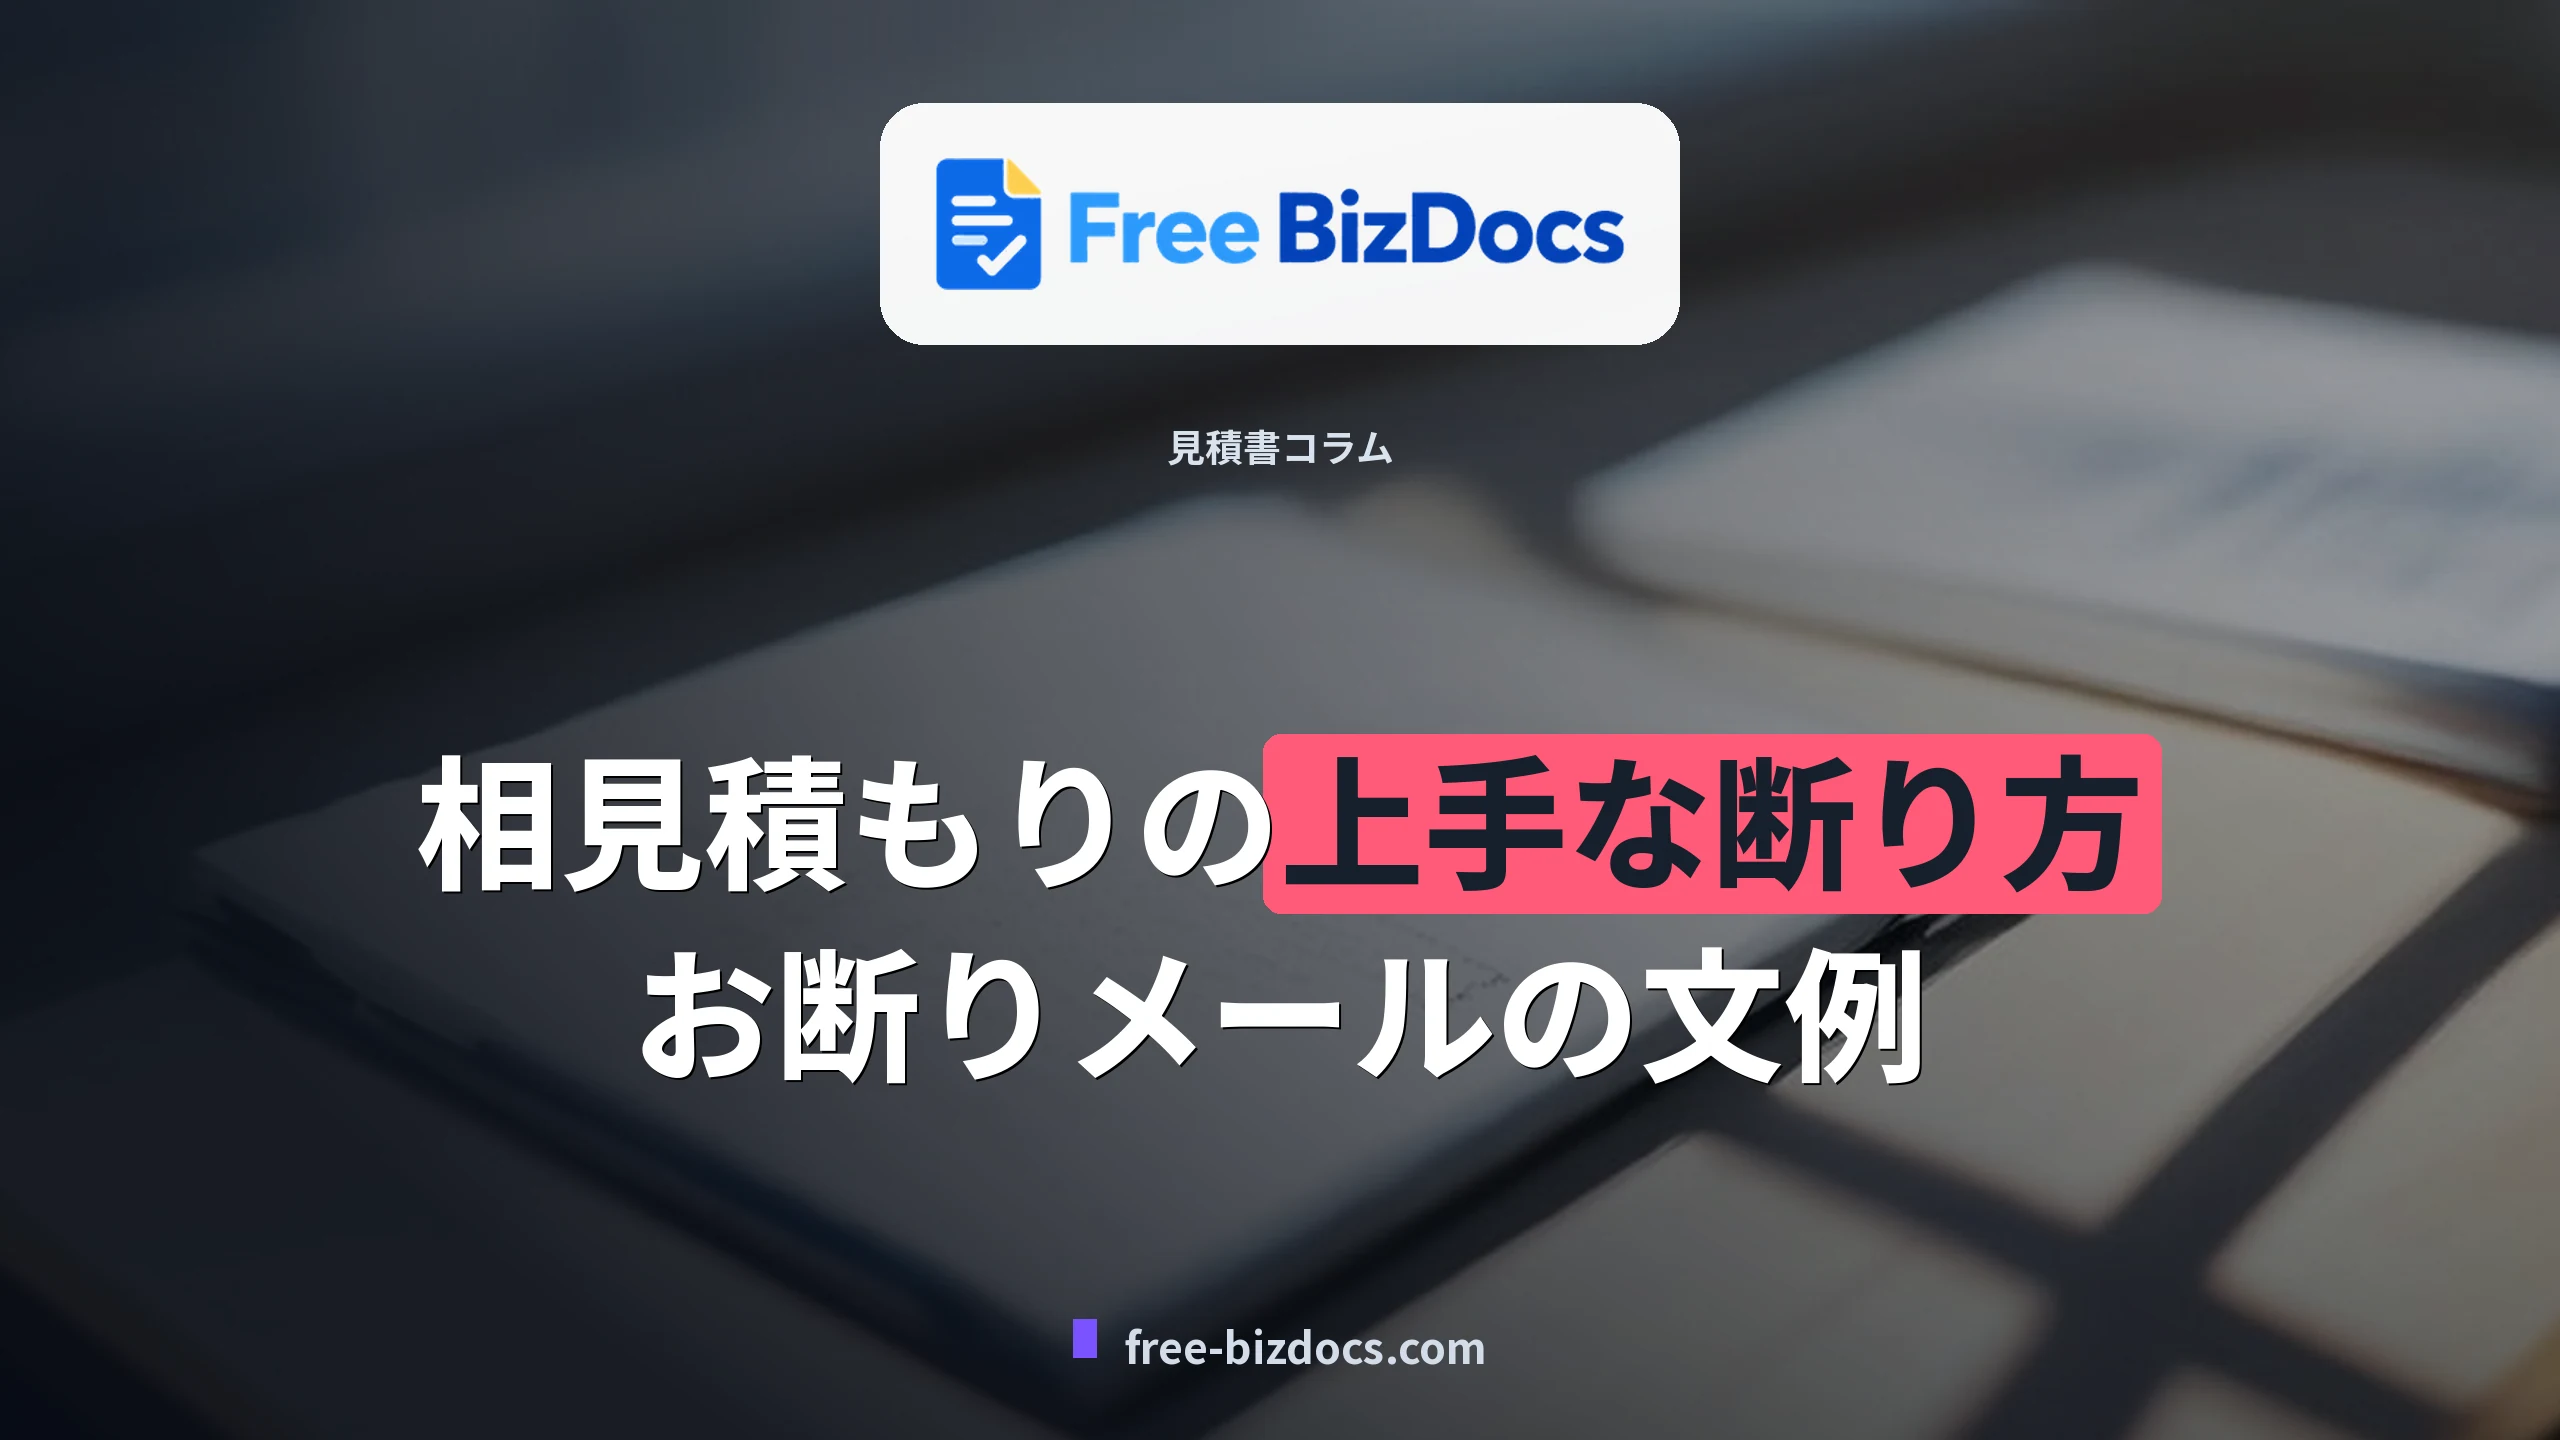 Free BizDocs
見積書コラム
相見積もりの上手な断り方
お断りメールの文例
free-bizdocs.com